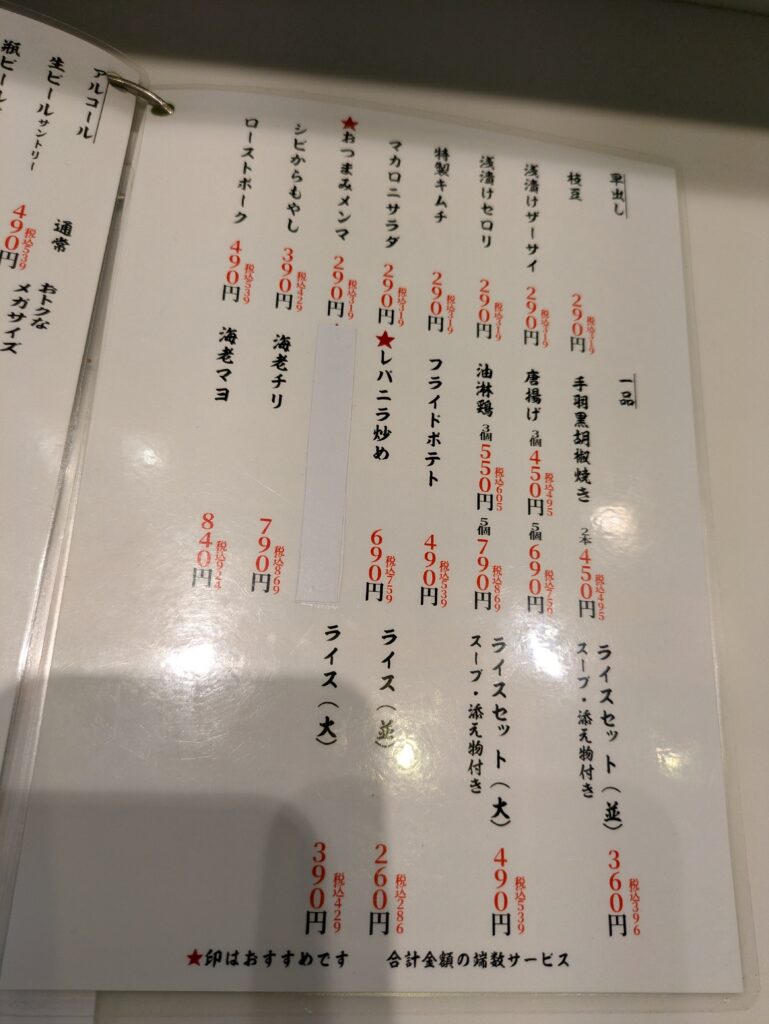 早出し
枝豆 290円 税込319
浅漬けザーサイ 290円 税込319
浅漬けセロリ 290円 税込319
特製キムチ 290円 税込319
マカロニサラダ 290円 税込319
★おつまみメンマ 290円 税込319
シビからもやし 390円 税込429
ローストポーク 490円 税込539
一品
手羽黒胡椒焼き 2本 450円 税込495
唐揚げ 3個 450円 税込495 5個 690円 税込759
油淋鶏 3個 550円 税込605 5個 790円 税込869
フライドポテト 490円 税込539
★レバニラ炒め 690円 税込759
海老チリ 790円 税込869
海老マヨ 840円 税込924
ライスセット(並) 360円 税込396
スープ・添え物付き
ライスセット(大) 490円 税込539
スープ・添え物付き
ライス(並) 260円 税込286
ライス(大) 390円 税込429
★印はおすすめです 合計金額の端数サービス
アルコール
通常 おトクな
メガサイズ
生ビール サントリー 490円 税込539
瓶ビール